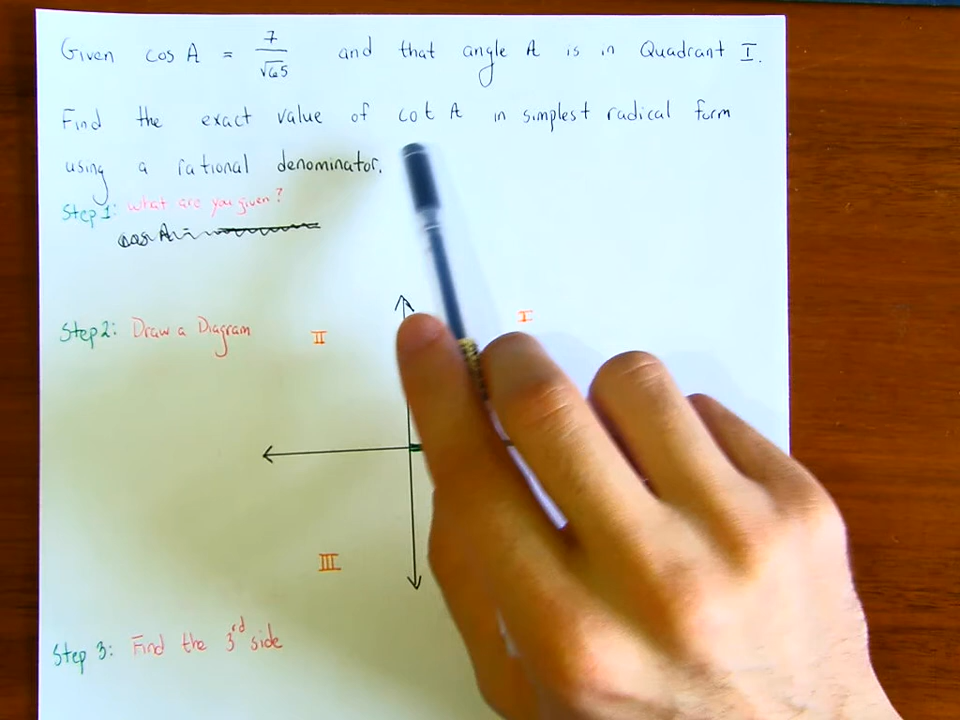 Given cos A = 7/√65 and that angle A is in Quadrant I.
Find the exact value of cot A in simplest radical form
using a rational denominator.
Step 1: What are you given?
cos A =
Step 2: Draw a Diagram
II
I
III
Step 3: Find the 3rd side